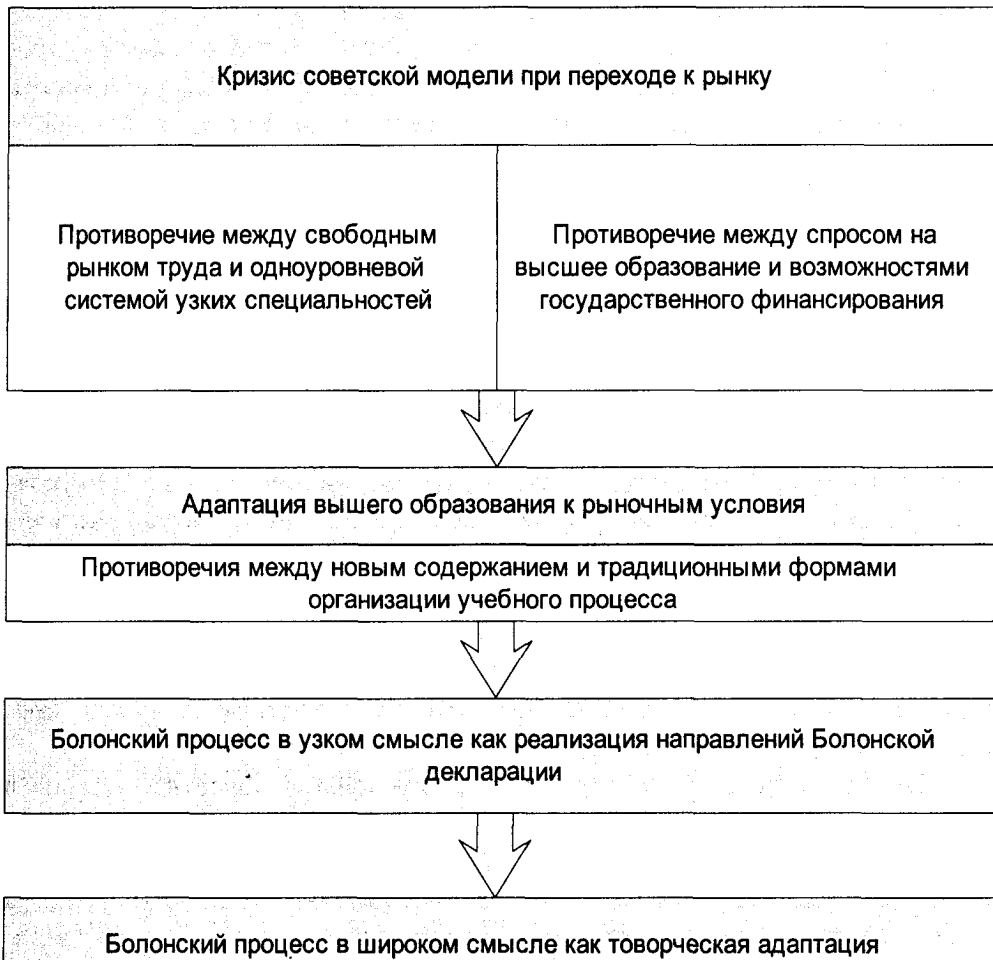 Кризис советской модели при переходе к рынку
Противоречие между свободным
рынком труда и одноуровневой
системой узких специальностей
Противоречие между спросом на
высшее образование и возможностями
государственного финансирования
Адаптация вышего образования к рыночным условия
Противоречия между новым содержанием и традиционными формами
организации учебного процесса
Болонский процесс в узком смысле как реализация направлений Болонской
декларации
Болонский процесс в широком смысле как товорческая адаптация